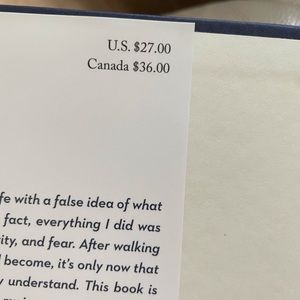 U.S. $27.00
Canada $36.00
with a false idea of what
fact, everything I did was
and fear. After walking
become, it's only now that
understand. This book is